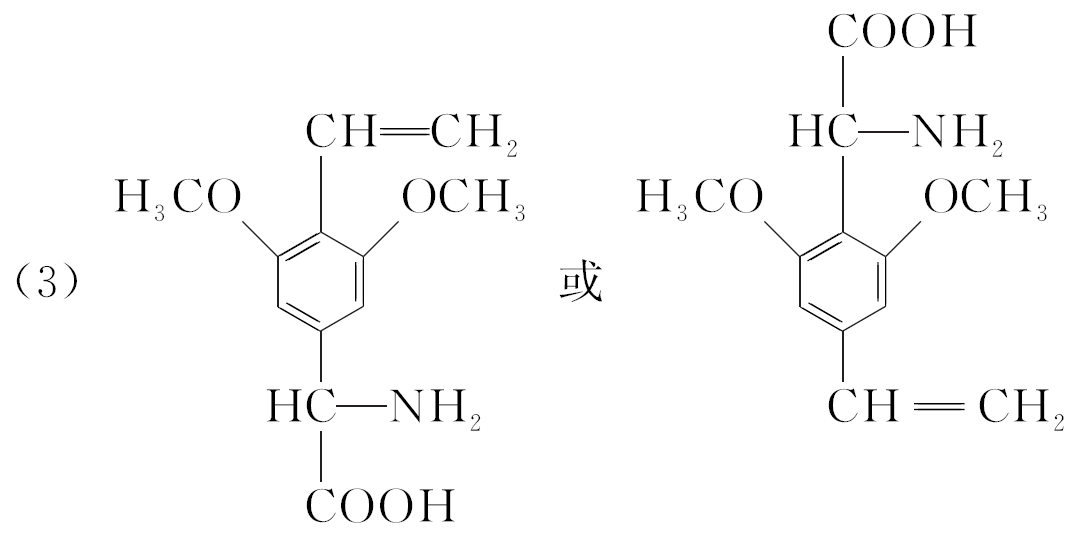 COOH
CH=CH₂ HC—NH₂
H₃CO OCH₃ H₃CO OCH₃
（3） 或
HC—NH₂ CH=CH₂
COOH